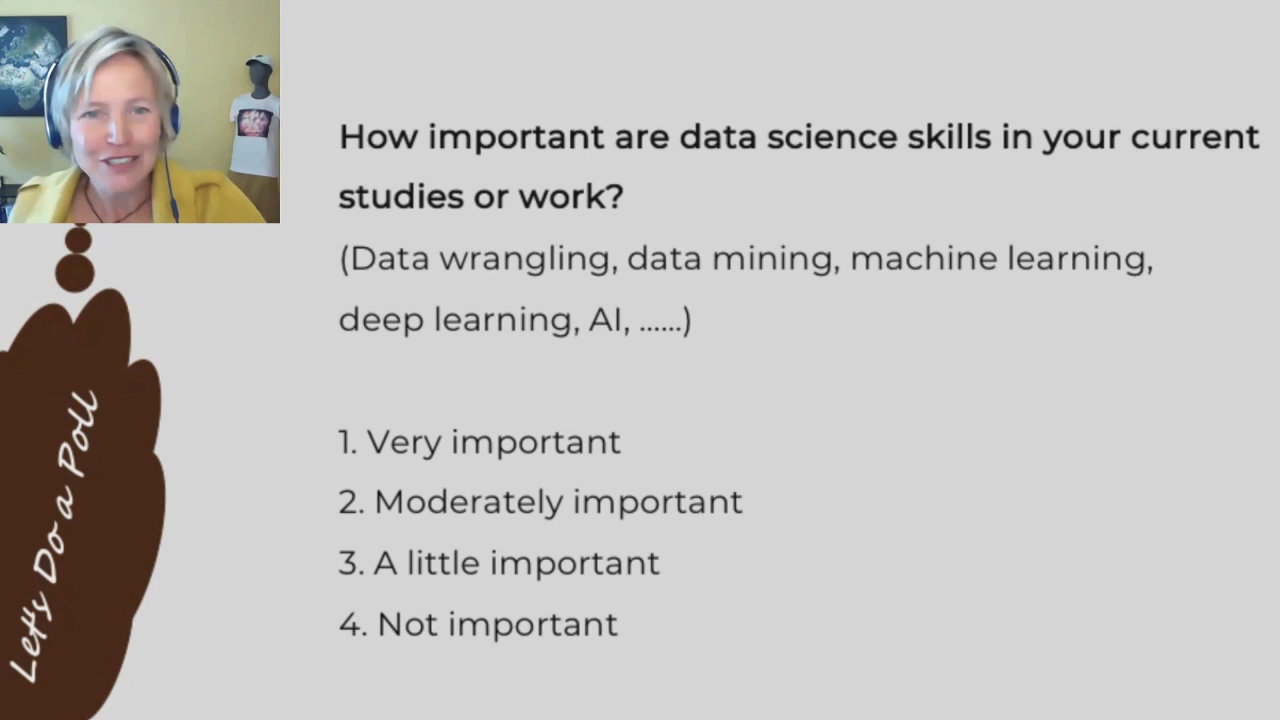 How important are data science skills in your current
studies or work?
(Data wrangling, data mining, machine learning,
deep learning, AI, ......)
1. Very important
2. Moderately important
3. A little important
4. Not important
Let's Do a Poll